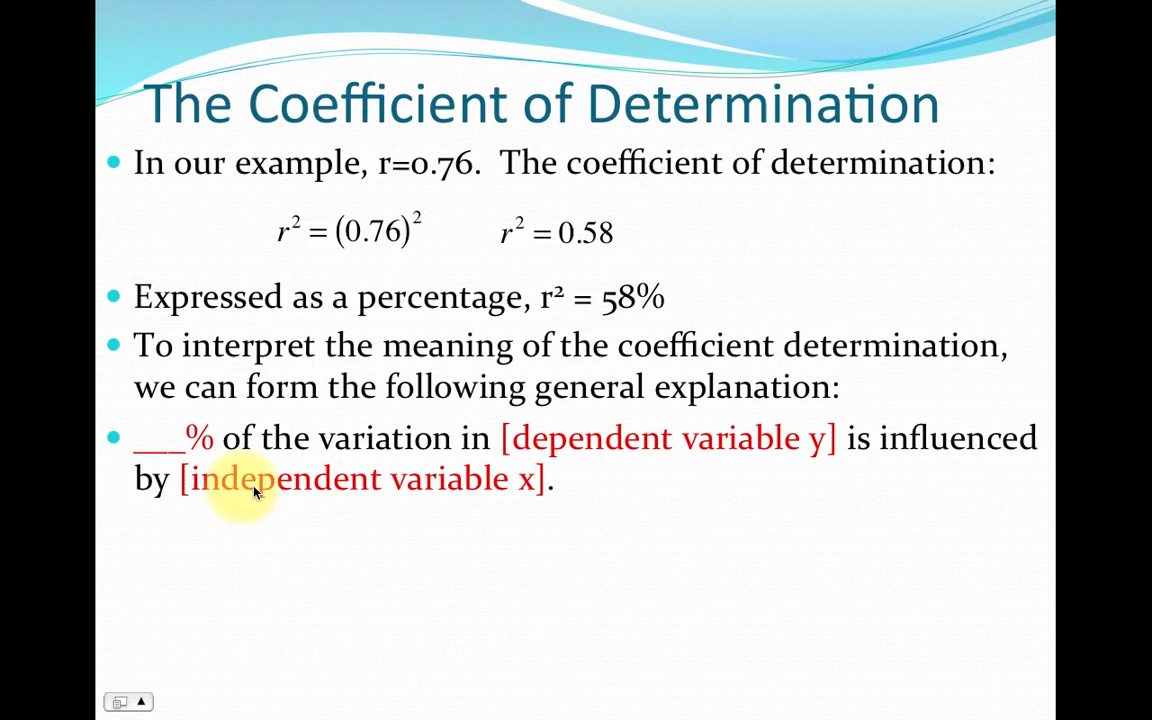 The Coefficient of Determination
In our example, r=0.76. The coefficient of determination:
r² = (0.76)² r² = 0.58
Expressed as a percentage, r² = 58%
To interpret the meaning of the coefficient determination,
we can form the following general explanation:
___% of the variation in [dependent variable y] is influenced
by [independent variable x].